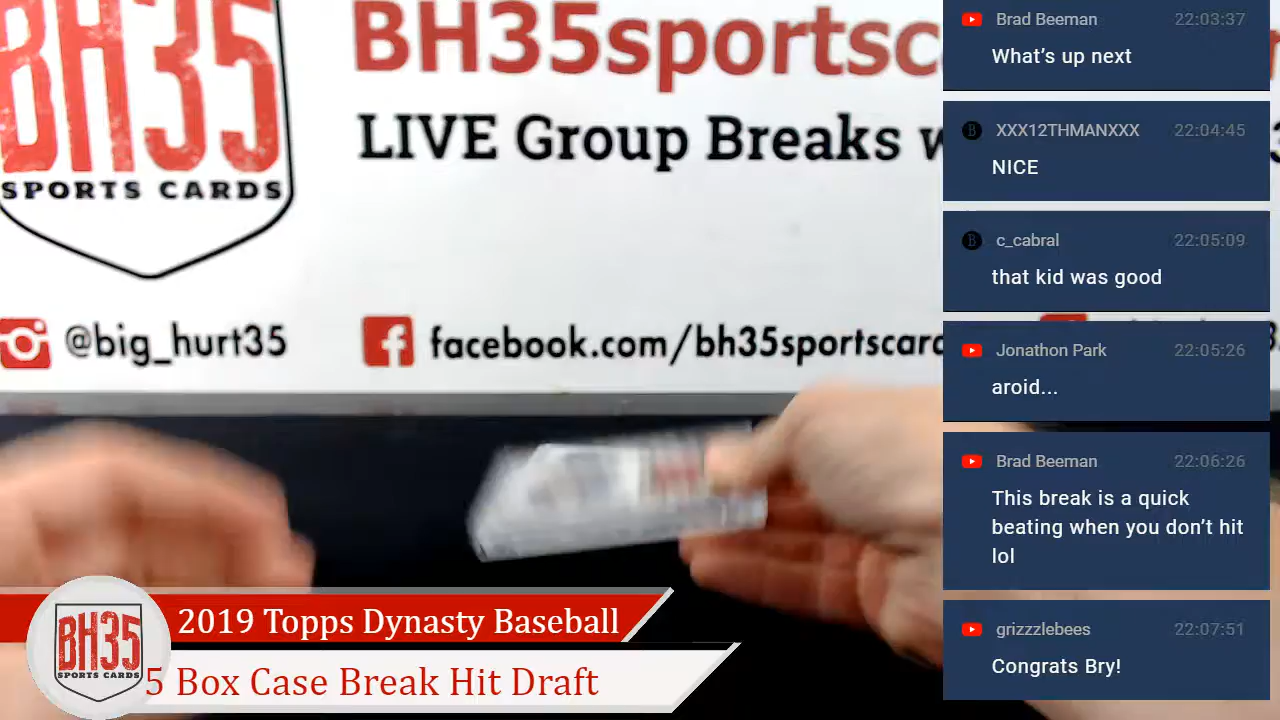 BH35
SPORTS CARDS
BH35sportsc
LIVE Group Breaks
@big_hurt35
facebook.com/bh35sportscard
BH35
SPORTS CARDS
2019 Topps Dynasty Baseball
5 Box Case Break Hit Draft
Brad Beeman 22:03:37
What’s up next
XXX12THMANXXX 22:04:45
NICE
c_cabral 22:05:09
that kid was good
Jonathon Park 22:05:26
aroid...
Brad Beeman 22:06:26
This break is a quick
beating when you don’t hit
lol
grizzzlebees 22:07:51
Congrats Bry!